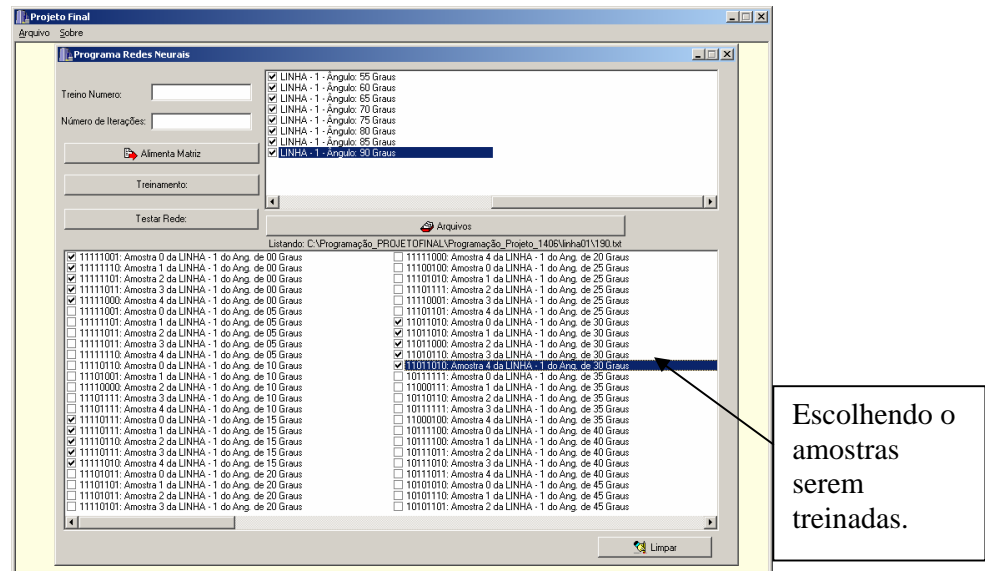 Projeto Final
Arquivo Sobre
Programa Redes Neurais
Treino Numero:
Número de Iterações:
Alimenta Matriz
Treinamento:
Testar Rede:
LINHA - 1 - Ângulo: 55 Graus
LINHA - 1 - Ângulo: 60 Graus
LINHA - 1 - Ângulo: 65 Graus
LINHA - 1 - Ângulo: 70 Graus
LINHA - 1 - Ângulo: 75 Graus
LINHA - 1 - Ângulo: 80 Graus
LINHA - 1 - Ângulo: 85 Graus
LINHA - 1 - Ângulo: 90 Graus
Arquivos
Listando: C:\Programação_PROJETOFINAL\Programação_Projeto_1406\linha01\190.txt
11111001: Amostra 0 da LINHA - 1 do Ang. de 00 Graus
11111110: Amostra 1 da LINHA - 1 do Ang. de 00 Graus
11111101: Amostra 2 da LINHA - 1 do Ang. de 00 Graus
11111011: Amostra 3 da LINHA - 1 do Ang. de 00 Graus
11111000: Amostra 4 da LINHA - 1 do Ang. de 00 Graus
11111001: Amostra 0 da LINHA - 1 do Ang. de 05 Graus
11111101: Amostra 1 da LINHA - 1 do Ang. de 05 Graus
11111011: Amostra 2 da LINHA - 1 do Ang. de 05 Graus
11111011: Amostra 3 da LINHA - 1 do Ang. de 05 Graus
11111110: Amostra 4 da LINHA - 1 do Ang. de 05 Graus
11110110: Amostra 0 da LINHA - 1 do Ang. de 10 Graus
11101001: Amostra 1 da LINHA - 1 do Ang. de 10 Graus
11110000: Amostra 2 da LINHA - 1 do Ang. de 10 Graus
11101111: Amostra 3 da LINHA - 1 do Ang. de 10 Graus
11101111: Amostra 4 da LINHA - 1 do Ang. de 10 Graus
11110111: Amostra 0 da LINHA - 1 do Ang. de 15 Graus
11110111: Amostra 1 da LINHA - 1 do Ang. de 15 Graus
11110110: Amostra 2 da LINHA - 1 do Ang. de 15 Graus
11110111: Amostra 3 da LINHA - 1 do Ang. de 15 Graus
11111010: Amostra 4 da LINHA - 1 do Ang. de 15 Graus
11101011: Amostra 0 da LINHA - 1 do Ang. de 20 Graus
11101101: Amostra 1 da LINHA - 1 do Ang. de 20 Graus
11101011: Amostra 2 da LINHA - 1 do Ang. de 20 Graus
11110101: Amostra 3 da LINHA - 1 do Ang. de 20 Graus
11111000: Amostra 4 da LINHA - 1 do Ang. de 20 Graus
11100100: Amostra 0 da LINHA - 1 do Ang. de 25 Graus
11101010: Amostra 1 da LINHA - 1 do Ang. de 25 Graus
11101111: Amostra 2 da LINHA - 1 do Ang. de 25 Graus
11110001: Amostra 3 da LINHA - 1 do Ang. de 25 Graus
11101101: Amostra 4 da LINHA - 1 do Ang. de 25 Graus
11011010: Amostra 0 da LINHA - 1 do Ang. de 30 Graus
11011010: Amostra 1 da LINHA - 1 do Ang. de 30 Graus
11011000: Amostra 2 da LINHA - 1 do Ang. de 30 Graus
11010110: Amostra 3 da LINHA - 1 do Ang. de 30 Graus
11011010: Amostra 4 da LINHA - 1 do Ang. de 30 Graus
10111111: Amostra 0 da LINHA - 1 do Ang. de 35 Graus
11000111: Amostra 1 da LINHA - 1 do Ang. de 35 Graus
10110110: Amostra 2 da LINHA - 1 do Ang. de 35 Graus
10111111: Amostra 3 da LINHA - 1 do Ang. de 35 Graus
11000100: Amostra 4 da LINHA - 1 do Ang. de 35 Graus
10111100: Amostra 0 da LINHA - 1 do Ang. de 40 Graus
10111100: Amostra 1 da LINHA - 1 do Ang. de 40 Graus
10111011: Amostra 2 da LINHA - 1 do Ang. de 40 Graus
10111010: Amostra 3 da LINHA - 1 do Ang. de 40 Graus
10111011: Amostra 4 da LINHA - 1 do Ang. de 40 Graus
10101010: Amostra 0 da LINHA - 1 do Ang. de 45 Graus
10101110: Amostra 1 da LINHA - 1 do Ang. de 45 Graus
10101101: Amostra 2 da LINHA - 1 do Ang. de 45 Graus
Limpar
Escolhendo o
amostras
serem
treinadas.